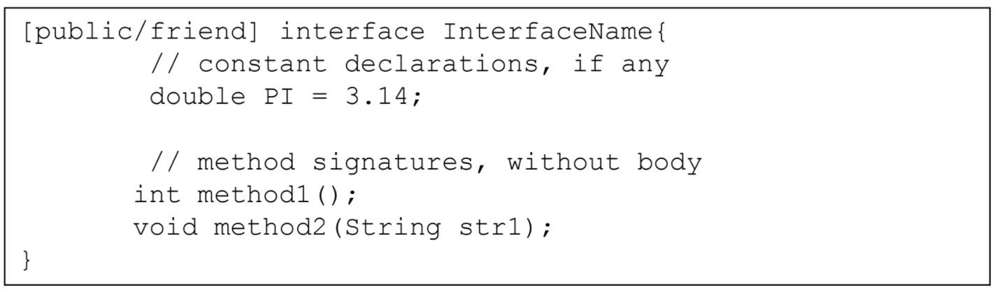 [public/friend] interface InterfaceName{
// constant declarations, if any
double PI = 3.14;
// method signatures, without body
int method1();
void method2(String str1);
}